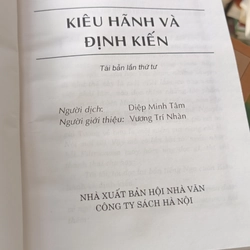 KIÊU HÃNH VÀ
ĐỊNH KIẾN
Tái bản lần thứ tư
Người dịch: Diệp Minh Tâm
Người giới thiệu: Vương Trí Nhàn
NHÀ XUẤT BẢN HỘI NHÀ VĂN
CÔNG TY SÁCH HÀ NỘI